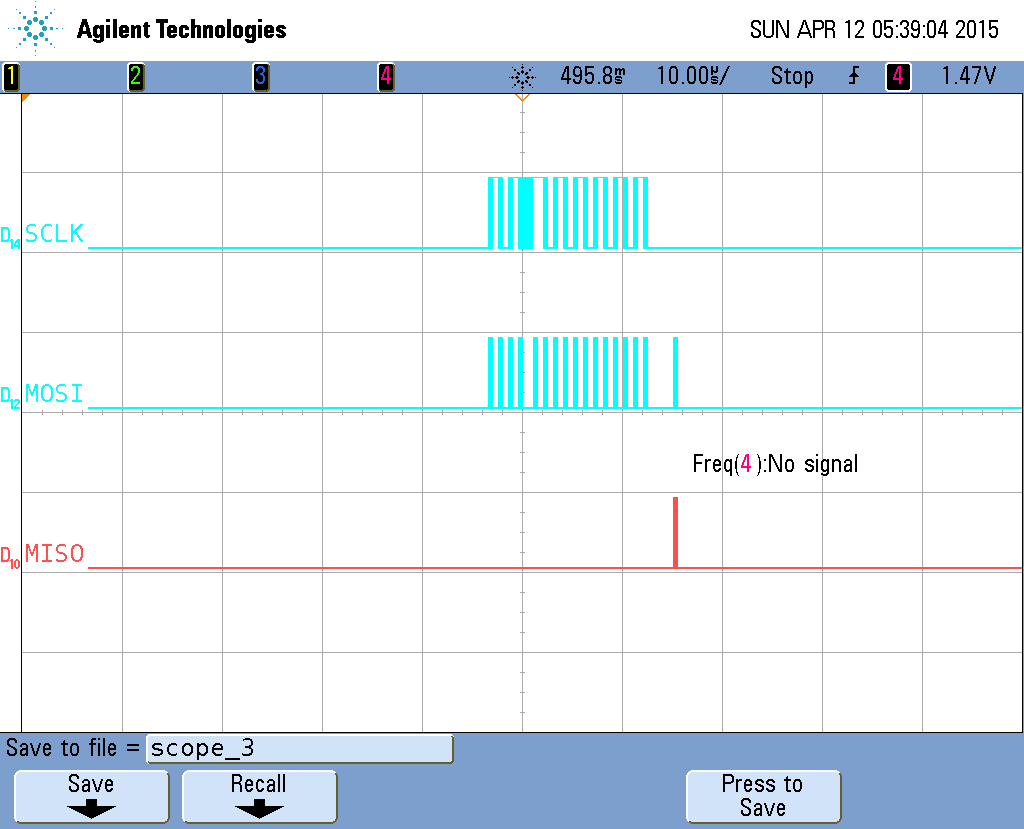 Agilent Technologies SUN APR 12 05:39:04 2015
1 2 3 4 495.8ms 10.00㎲/ Stop 4 1.47V
D14 SCLK
D12 MOSI
Freq(4):No signal
D10 MISO
Save to file = scope_3
Save Recall Press to
Save